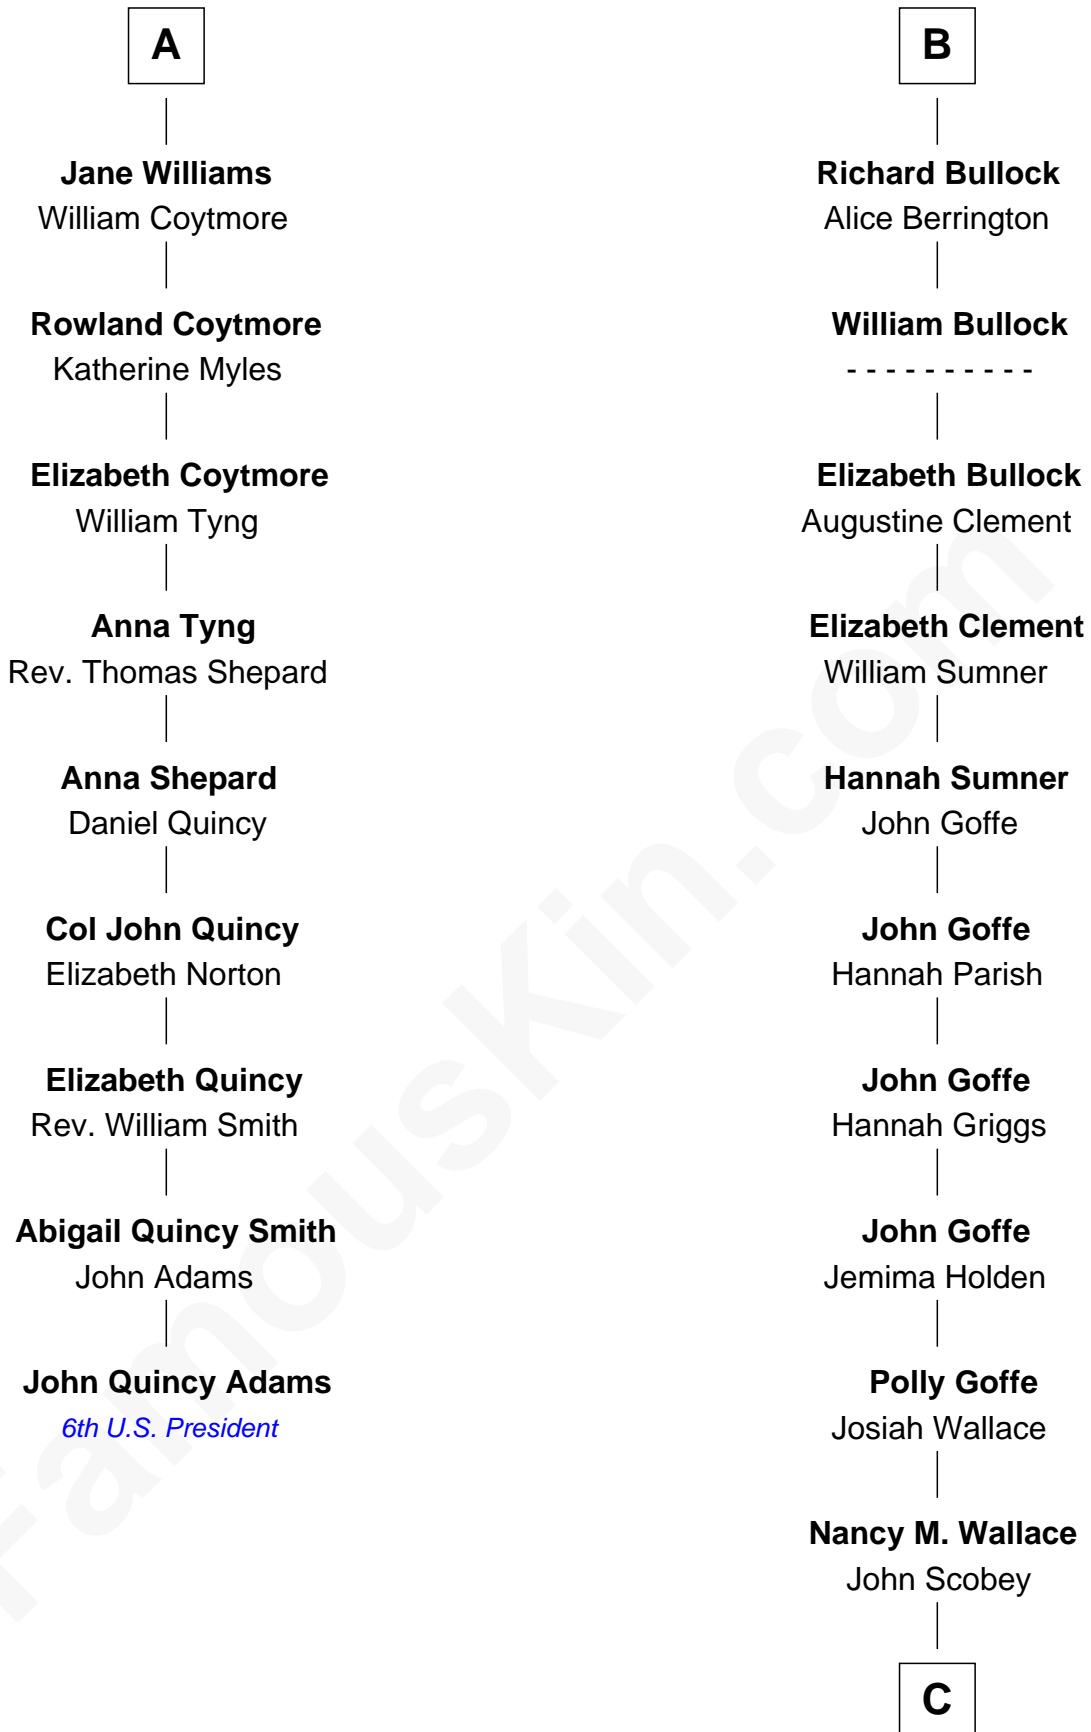 A
Jane Williams
William Coytmore
Rowland Coytmore
Katherine Myles
Elizabeth Coytmore
William Tyng
Anna Tyng
Rev. Thomas Shepard
Anna Shepard
Daniel Quincy
Col John Quincy
Elizabeth Norton
Elizabeth Quincy
Rev. William Smith
Abigail Quincy Smith
John Adams
John Quincy Adams
6th U.S. President
B
Richard Bullock
Alice Berrington
William Bullock
- - - - - - - - - -
Elizabeth Bullock
Augustine Clement
Elizabeth Clement
William Sumner
Hannah Sumner
John Goffe
John Goffe
Hannah Parish
John Goffe
Hannah Griggs
John Goffe
Jemima Holden
Polly Goffe
Josiah Wallace
Nancy M. Wallace
John Scobey
C
FamousKin.com